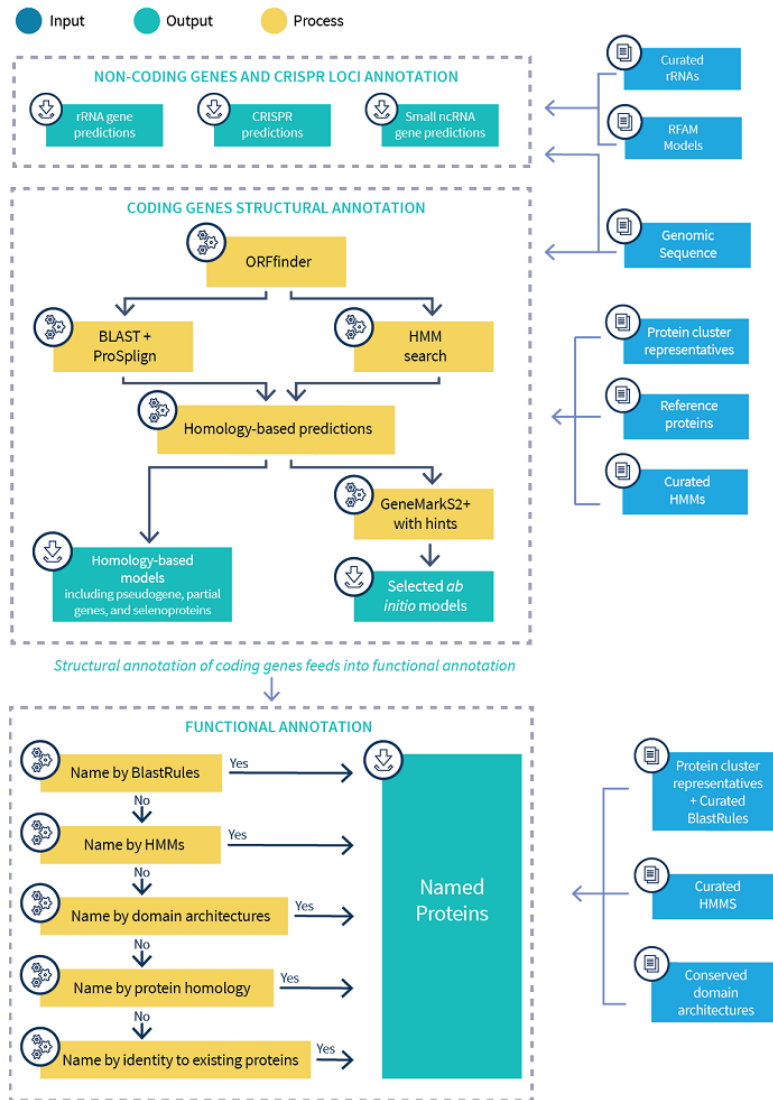 Input
Output
Process
NON-CODING GENES AND CRISPR LOCI ANNOTATION
rRNA gene
predictions
CRISPR
predictions
Small ncRNA
gene predictions
Curated
rRNAs
RFAM
Models
Genomic
Sequence
CODING GENES STRUCTURAL ANNOTATION
ORFfinder
BLAST +
ProSplign
HMM
search
Homology-based predictions
GeneMarkS2+
with hints
Homology-based
models
including pseudogene, partial
genes, and selenoproteins
Selected ab
initio models
Protein cluster
representatives
Reference
proteins
Curated
HMMs
Structural annotation of coding genes feeds into functional annotation
FUNCTIONAL ANNOTATION
Name by BlastRules
Yes
No
Name by HMMs
Yes
No
Name by domain architectures
Yes
No
Name by protein homology
Yes
No
Name by identity to existing proteins
Yes
Named
Proteins
Protein cluster
representatives
+ Curated
BlastRules
Curated
HMMS
Conserved
domain
architectures